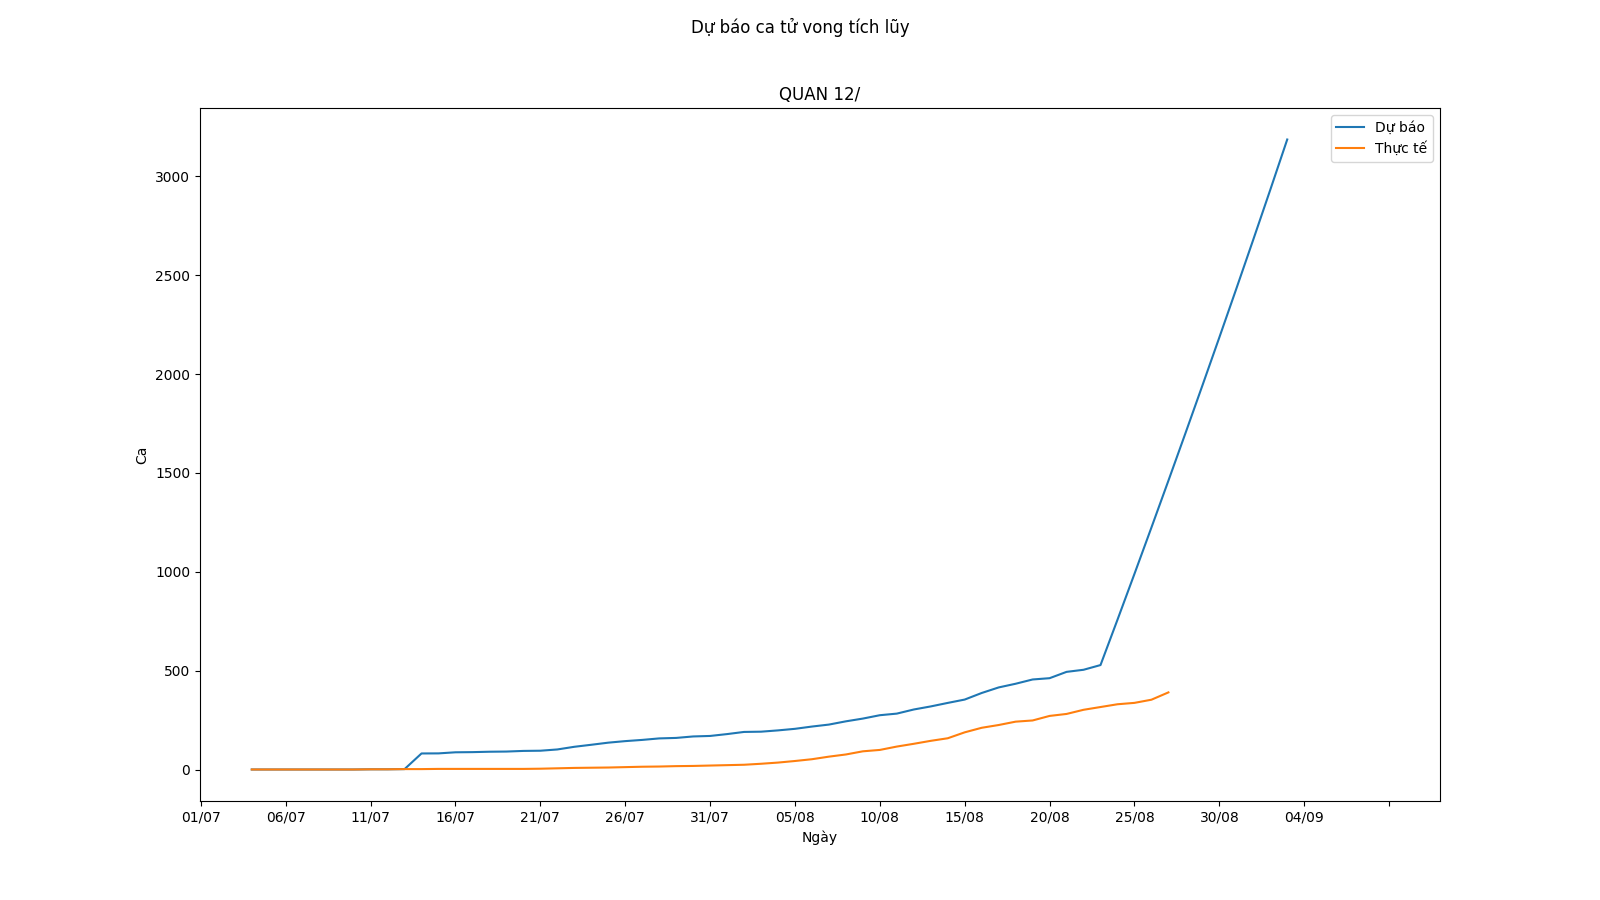 Dự báo ca tử vong tích lũy
QUAN 12/
Dự báo
Thực tế
3000
2500
2000
1500
1000
500
0
Ca
01/07 06/07 11/07 16/07 21/07 26/07 31/07 05/08 10/08 15/08 20/08 25/08 30/08 04/09
Ngày